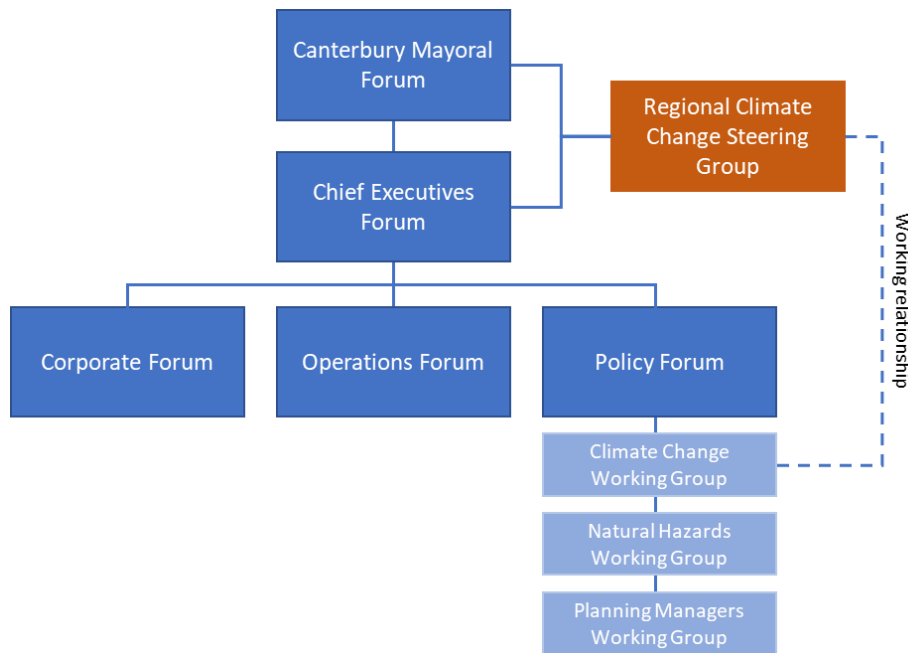 Canterbury Mayoral
Forum
Regional Climate
Change Steering
Group
Chief Executives
Forum
Working relationship
Corporate Forum
Operations Forum
Policy Forum
Climate Change
Working Group
Natural Hazards
Working Group
Planning Managers
Working Group